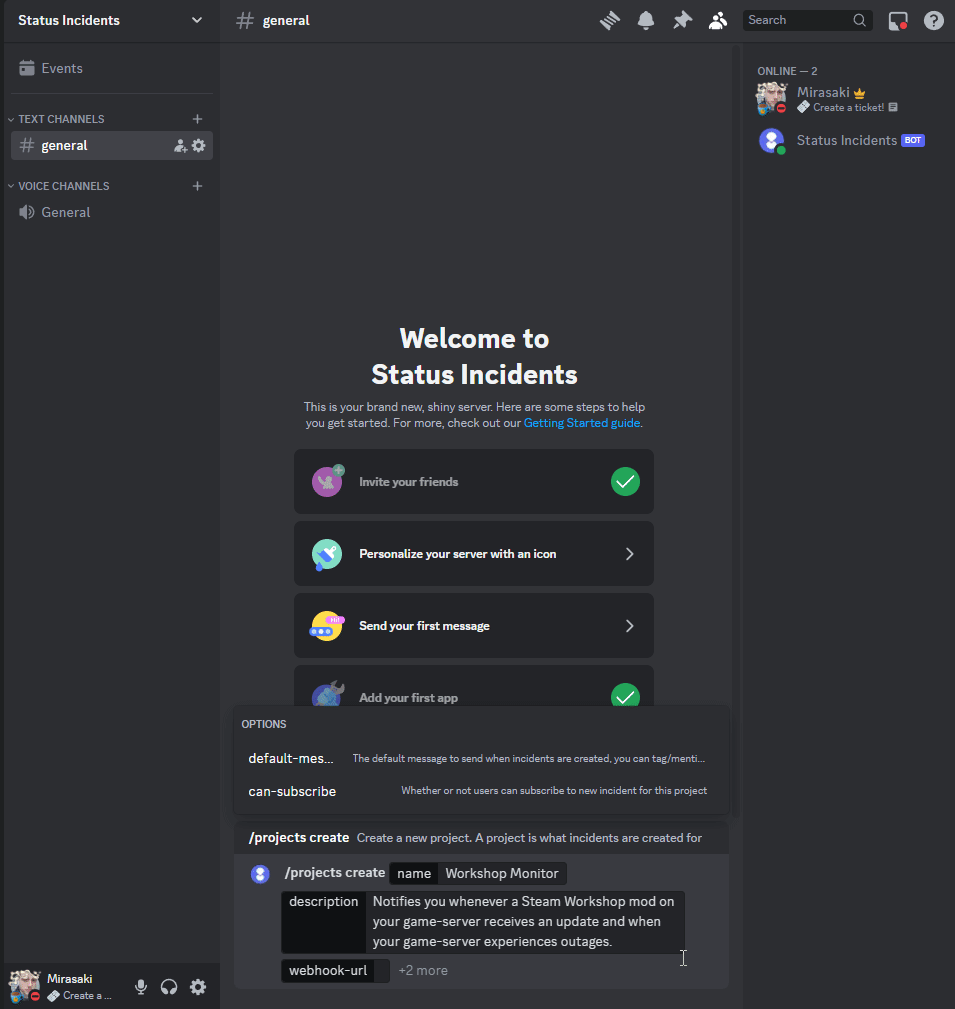 Status Incidents
Events
TEXT CHANNELS
general
VOICE CHANNELS
General
Mirasaki
Create a ...
general
Search
Welcome to
Status Incidents
This is your brand new, shiny server. Here are some steps to help
you get started. For more, check out our Getting Started guide.
Invite your friends
Personalize your server with an icon
Send your first message
Add your first app
OPTIONS
default-mes... The default message to send when incidents are created, you can tag/menti...
can-subscribe Whether or not users can subscribe to new incident for this project
/projects create Create a new project. A project is what incidents are created for
/projects create name Workshop Monitor
description Notifies you whenever a Steam Workshop mod on
your game-server receives an update and when
your game-server experiences outages.
webhook-url +2 more
ONLINE — 2
Mirasaki
Create a ticket!
Status Incidents BOT